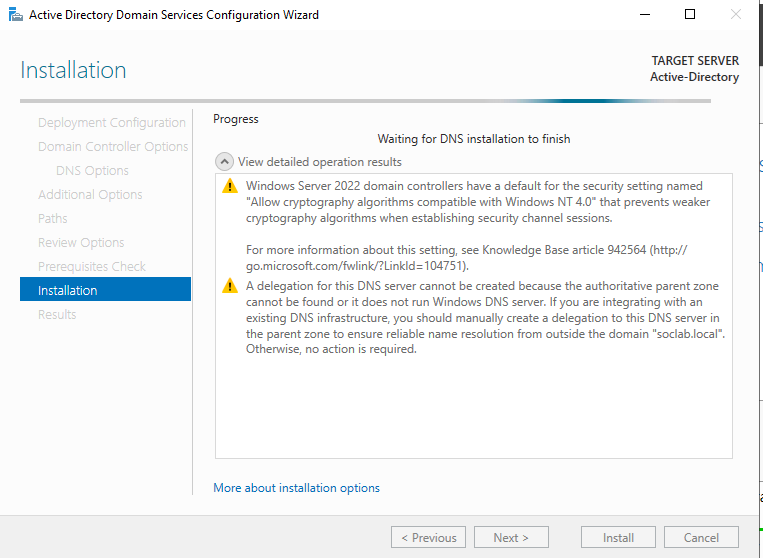 Active Directory Domain Services Configuration Wizard
Installation
TARGET SERVER
Active-Directory
Deployment Configuration
Domain Controller Options
DNS Options
Additional Options
Paths
Review Options
Prerequisites Check
Installation
Results
Progress
Waiting for DNS installation to finish
View detailed operation results
Windows Server 2022 domain controllers have a default for the security setting named
"Allow cryptography algorithms compatible with Windows NT 4.0" that prevents weaker
cryptography algorithms when establishing security channel sessions.
For more information about this setting, see Knowledge Base article 942564 (http://
go.microsoft.com/fwlink/?LinkId=104751).
A delegation for this DNS server cannot be created because the authoritative parent zone
cannot be found or it does not run Windows DNS server. If you are integrating with an
existing DNS infrastructure, you should manually create a delegation to this DNS server in
the parent zone to ensure reliable name resolution from outside the domain "soclab.local".
Otherwise, no action is required.
More about installation options
< Previous
Next >
Install
Cancel